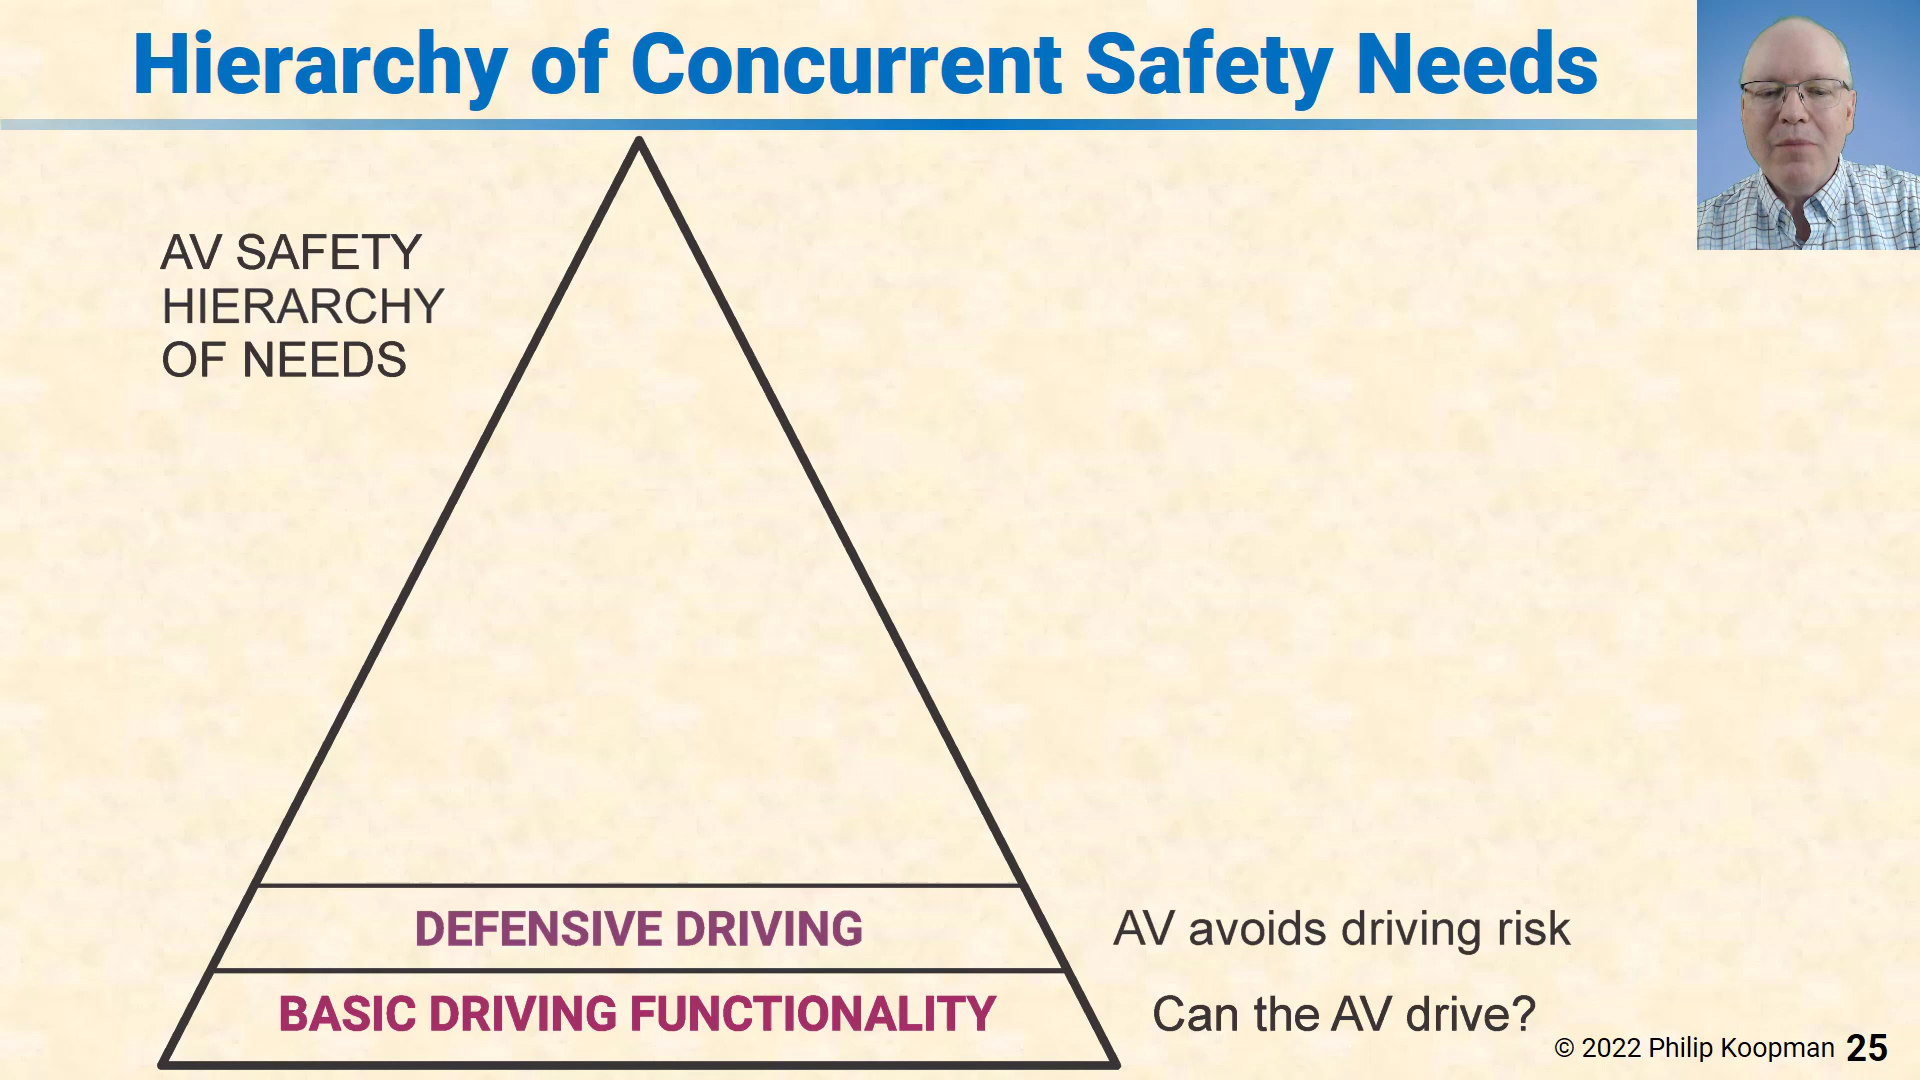 Hierarchy of Concurrent Safety Needs
AV SAFETY
HIERARCHY
OF NEEDS
DEFENSIVE DRIVING
AV avoids driving risk
BASIC DRIVING FUNCTIONALITY
Can the AV drive?
© 2022 Philip Koopman 25